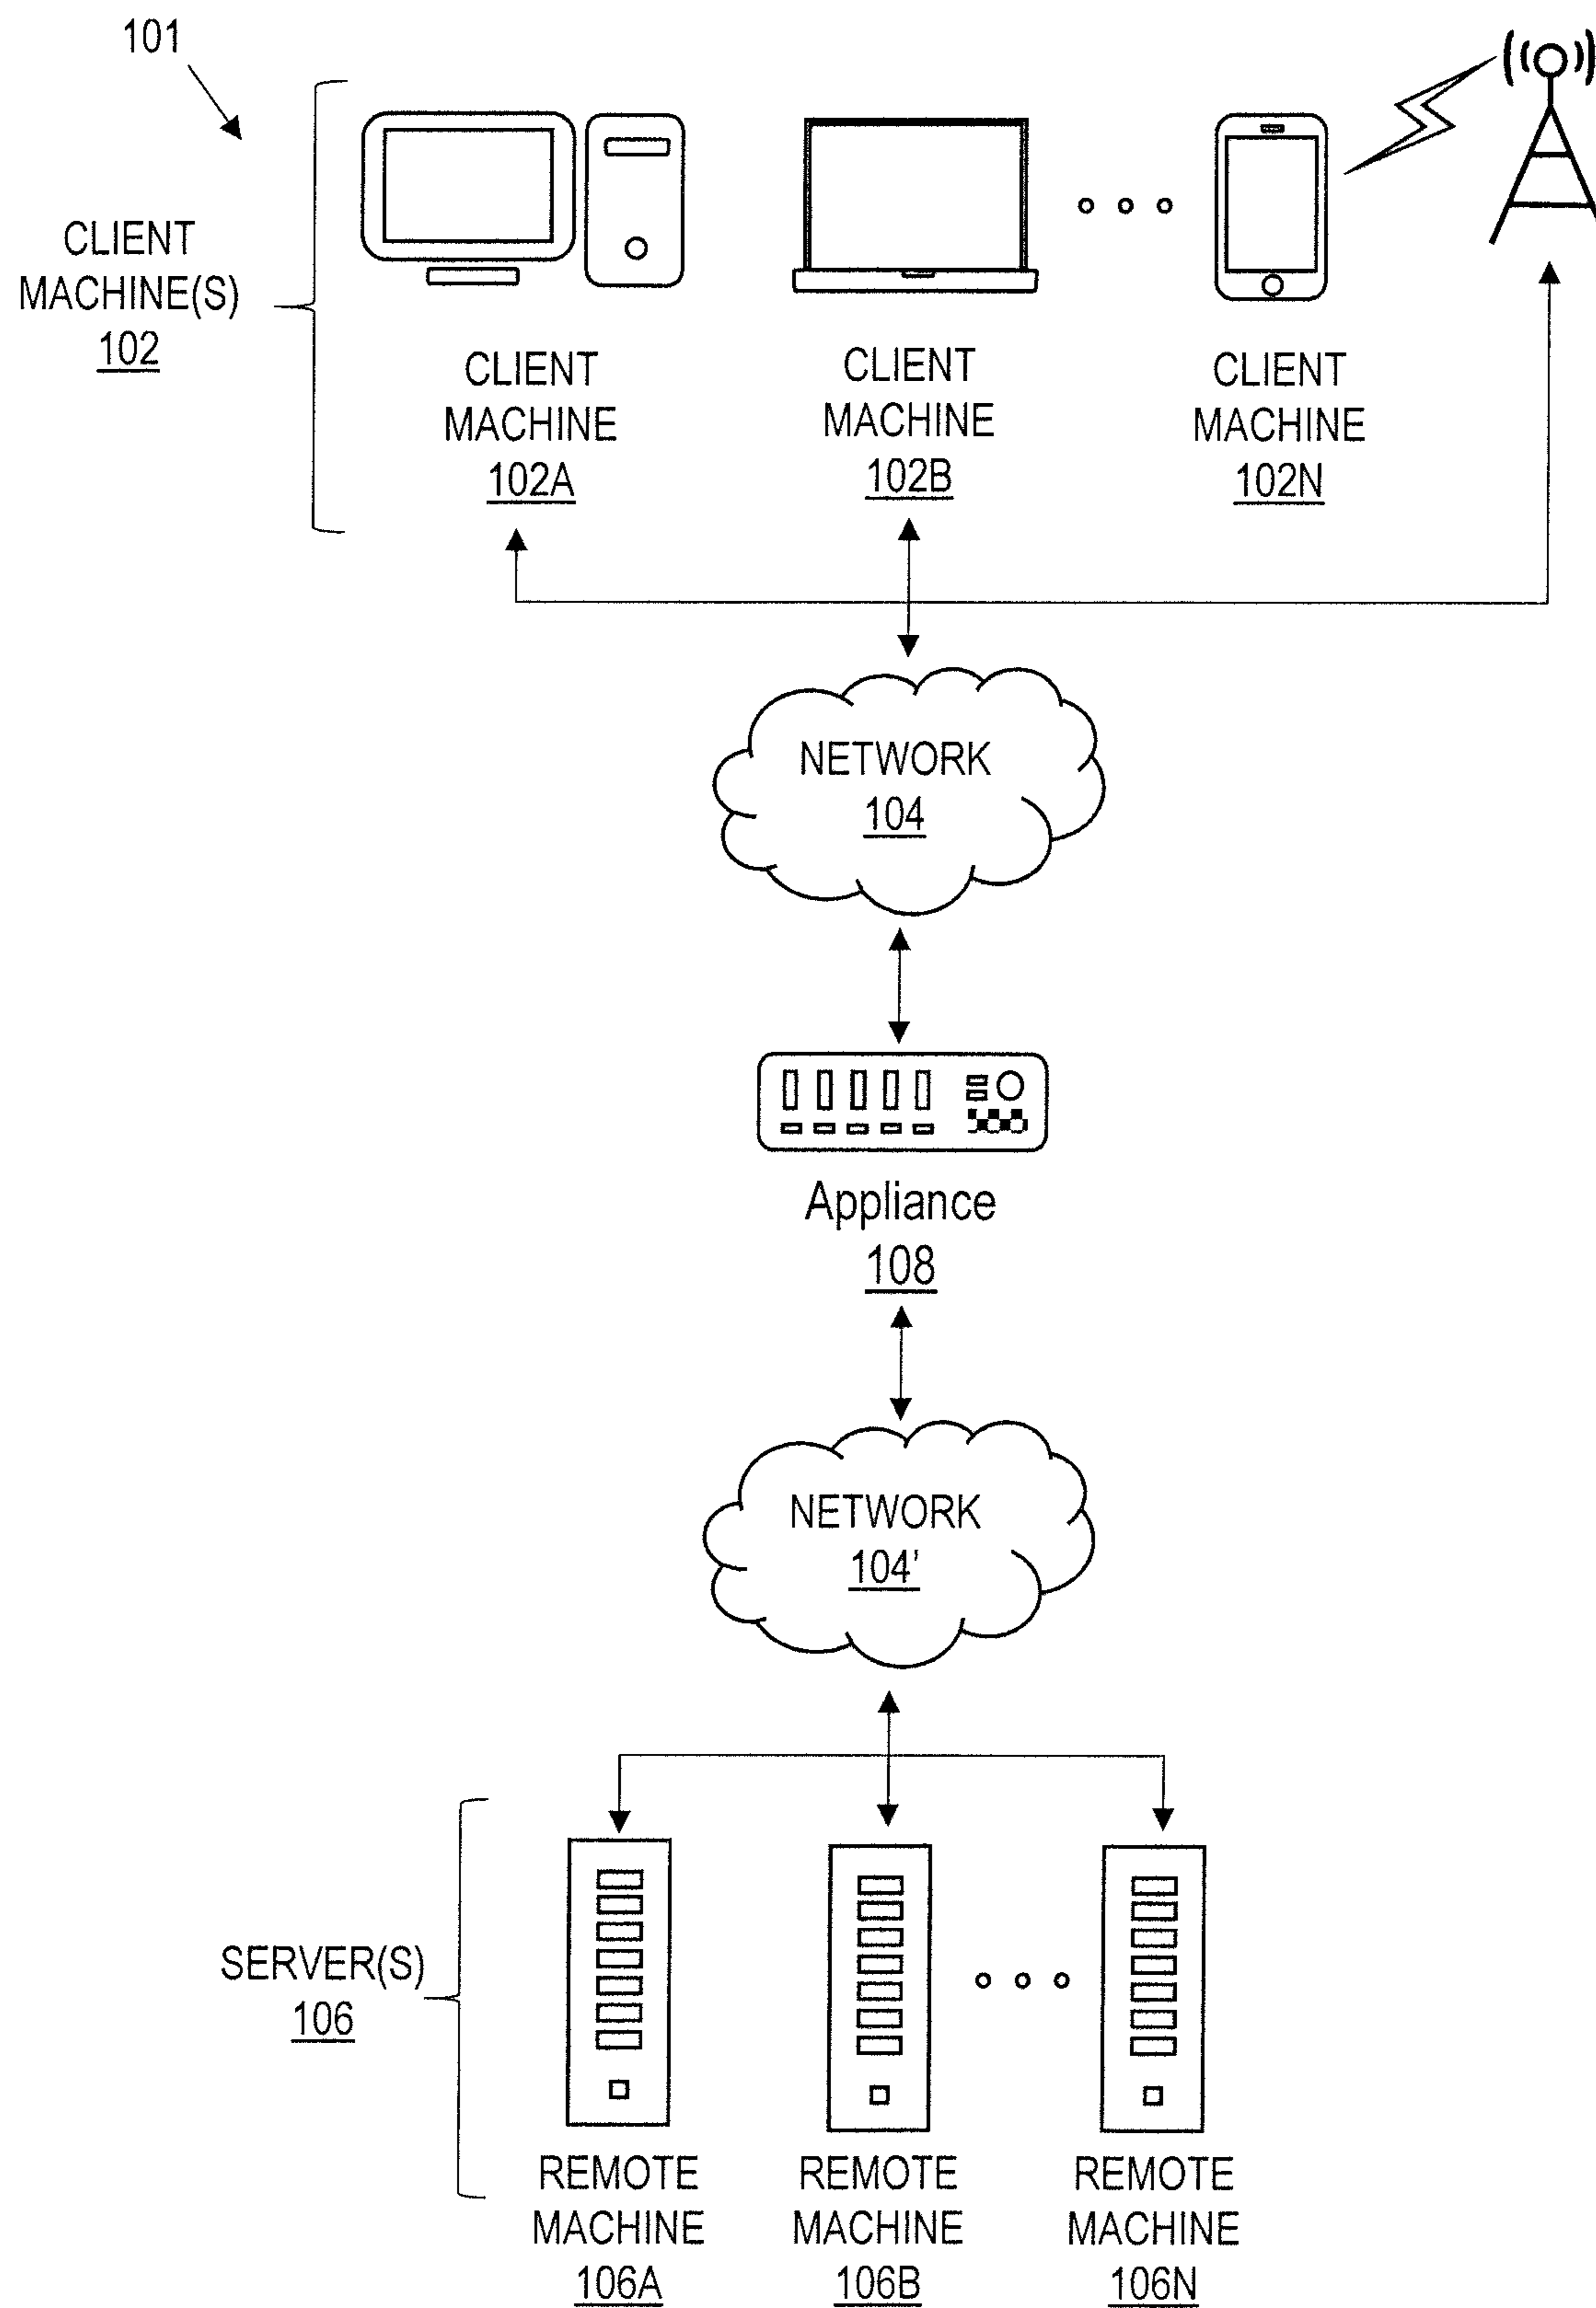 101
CLIENT
MACHINE(S)
102
CLIENT
MACHINE
102A
CLIENT
MACHINE
102B
CLIENT
MACHINE
102N
NETWORK
104
Appliance
108
NETWORK
104'
SERVER(S)
106
REMOTE
MACHINE
106A
REMOTE
MACHINE
106B
REMOTE
MACHINE
106N